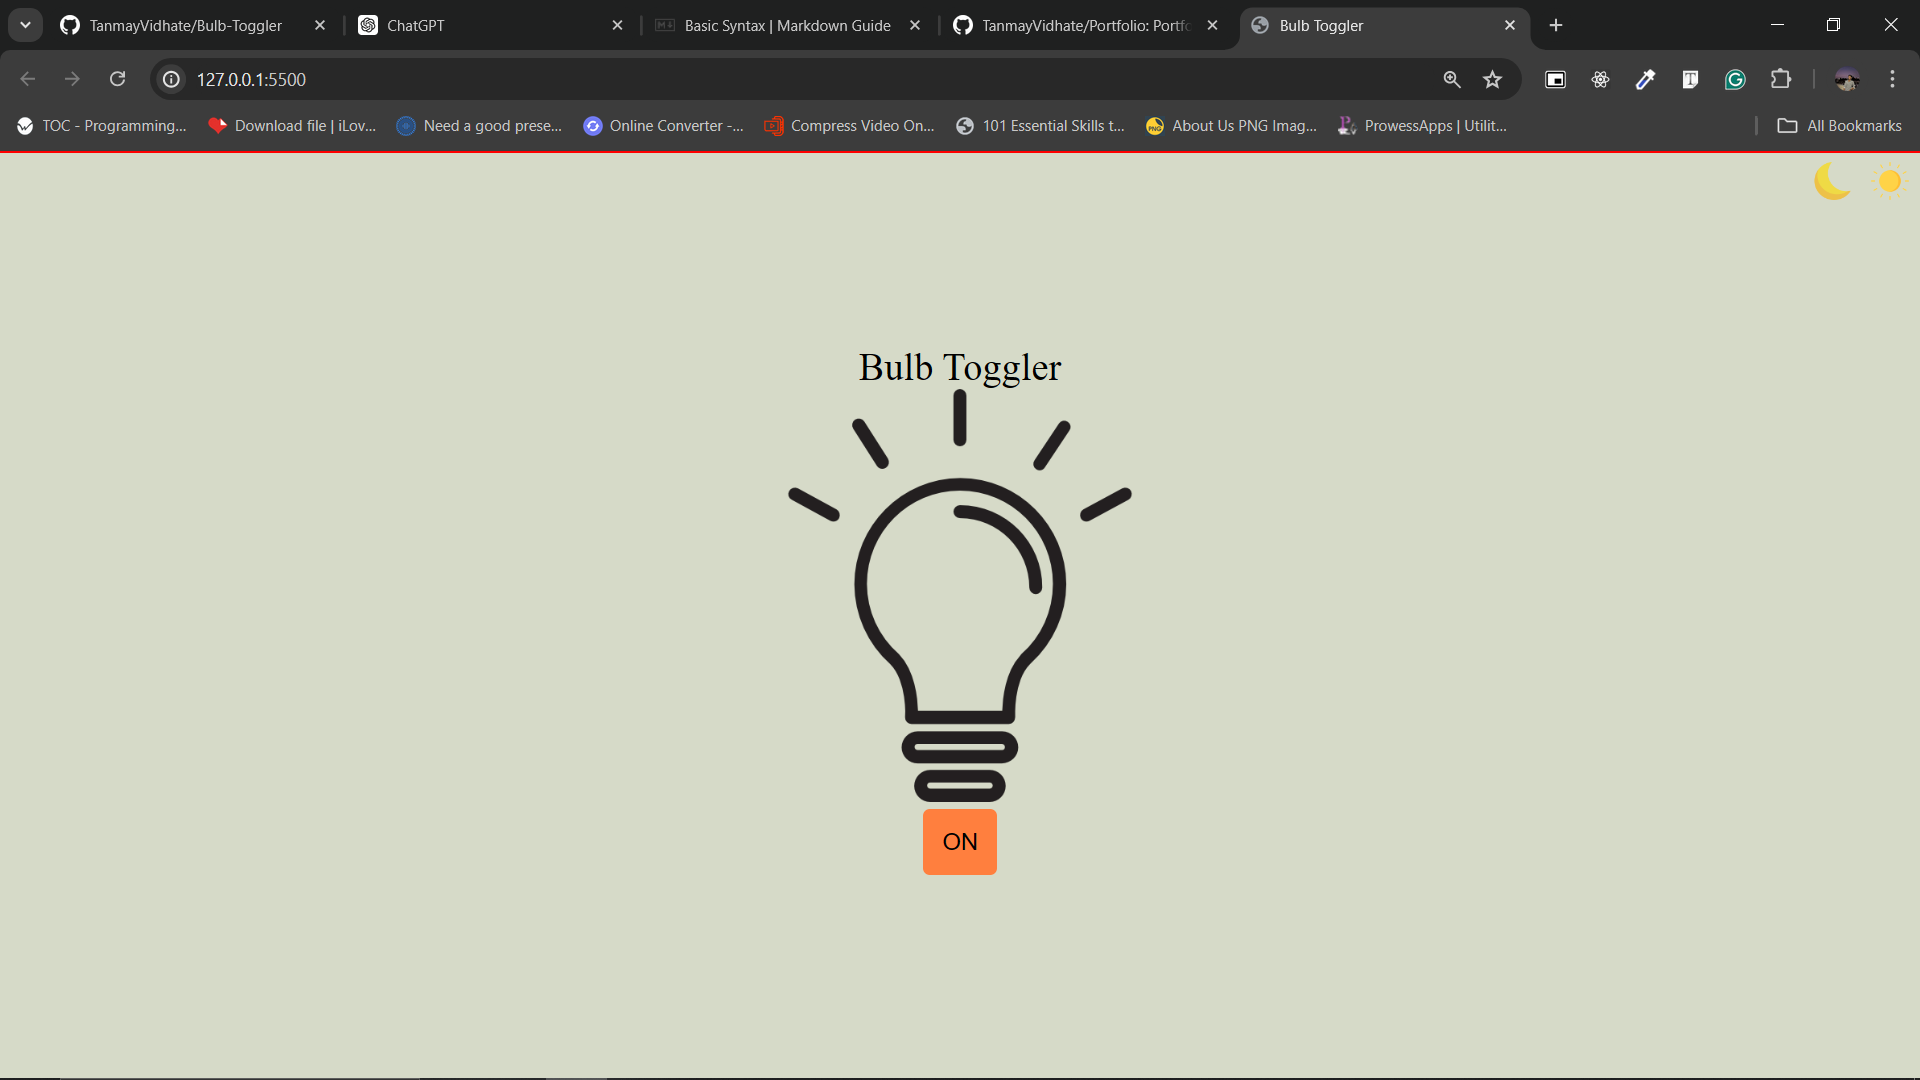 TanmayVidhate/Bulb-Toggler
ChatGPT
Basic Syntax | Markdown Guide
TanmayVidhate/Portfolio: Portfo
Bulb Toggler
127.0.0.1:5500
TOC - Programming...
Download file | iLov...
Need a good prese...
Online Converter -...
Compress Video On...
101 Essential Skills t...
PNG
About Us PNG Imag...
ProwessApps | Utilit...
All Bookmarks
Bulb Toggler
ON